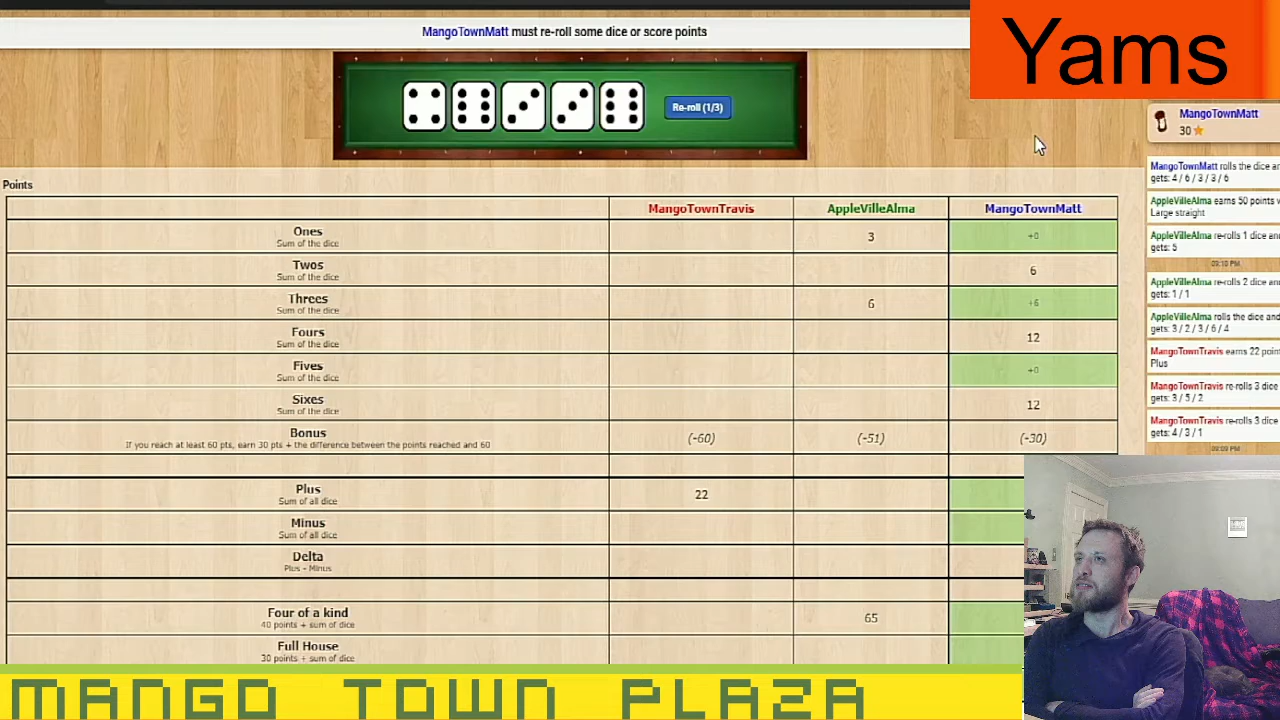 MangoTownMatt must re-roll some dice or score points
Yams
Re-roll (1/3)
MangoTownMatt
30
MangoTownMatt rolls the dice an
gets: 4 / 6 / 3 / 3 / 6
AppleVilleAlma earns 50 points w
Large straight
AppleVilleAlma re-rolls 1 dice and
gets: 5
09:10 PM
AppleVilleAlma re-rolls 2 dice and
gets: 1 / 1
AppleVilleAlma rolls the dice and
gets: 3 / 2 / 3 / 6 / 4
MangoTownTravis earns 22 point
Plus
MangoTownTravis re-rolls 3 dice
gets: 3 / 5 / 2
MangoTownTravis re-rolls 3 dice
gets: 4 / 3 / 1
09:09 PM
Points
MangoTownTravis AppleVilleAlma MangoTownMatt
Ones 3 +0
Sum of the dice
Twos 6
Sum of the dice
Threes 6 +6
Sum of the dice
Fours 12
Sum of the dice
Fives +0
Sum of the dice
Sixes 12
Sum of the dice
Bonus (-60) (-51) (-30)
If you reach at least 60 pts, earn 30 pts + the difference between the points reached and 60
Plus 22
Sum of all dice
Minus
Sum of all dice
Delta
Plus - Minus
Four of a kind 65
40 points + sum of dice
Full House
30 points + sum of dice
MANGO TOWN PLAZA